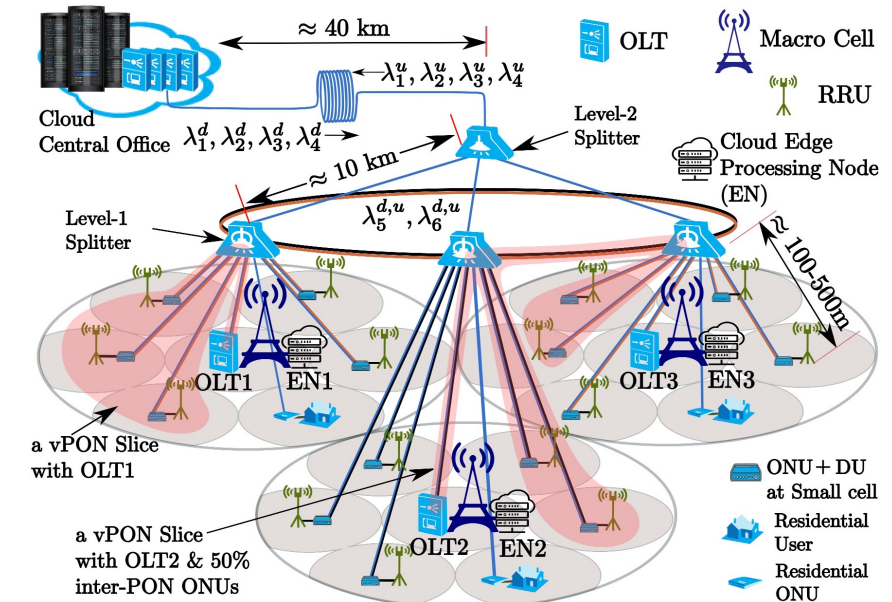 ≈ 40 km
OLT
Macro Cell
RRU
λ₁ᵘ, λ₂ᵘ, λ₃ᵘ, λ₄ᵘ
Cloud
Central Office
λ₁ᵈ, λ₂ᵈ, λ₃ᵈ, λ₄ᵈ
Level-2
Splitter
Cloud Edge
Processing Node
(EN)
≈ 10 km
λ₅ᵈ,ᵘ, λ₆ᵈ,ᵘ
Level-1
Splitter
≈ 100-500m
OLT1
EN1
OLT3
EN3
a vPON Slice
with OLT1
OLT2
EN2
a vPON Slice
with OLT2 & 50%
inter-PON ONUs
ONU+DU
at Small cell
Residential
User
Residential
ONU